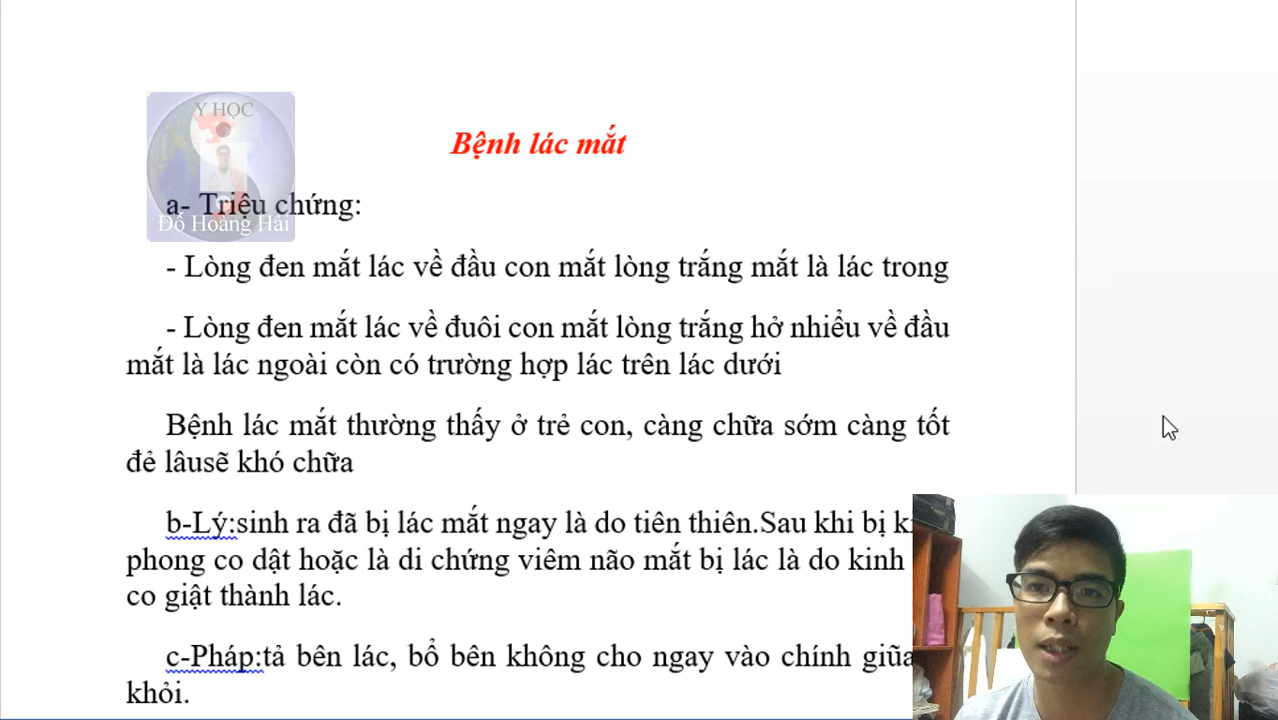 Y HỌC
Đỗ Hoàng Hải
Bệnh lác mắt
a- Triệu chứng:
- Lòng đen mắt lác về đầu con mắt lòng trắng mắt là lác trong
- Lòng đen mắt lác về đuôi con mắt lòng trắng hở nhiểu về đầu
mắt là lác ngoài còn có trường hợp lác trên lác dưới
Bệnh lác mắt thường thấy ở trẻ con, càng chữa sớm càng tốt
đẻ lâusẽ khó chữa
b-Lý:sinh ra đã bị lác mắt ngay là do tiên thiên.Sau khi bị
phong co dật hoặc là di chứng viêm não mắt bị lác là do kinh
co giật thành lác.
c-Pháp:tả bên lác, bổ bên không cho ngay vào chính giũa
khỏi.